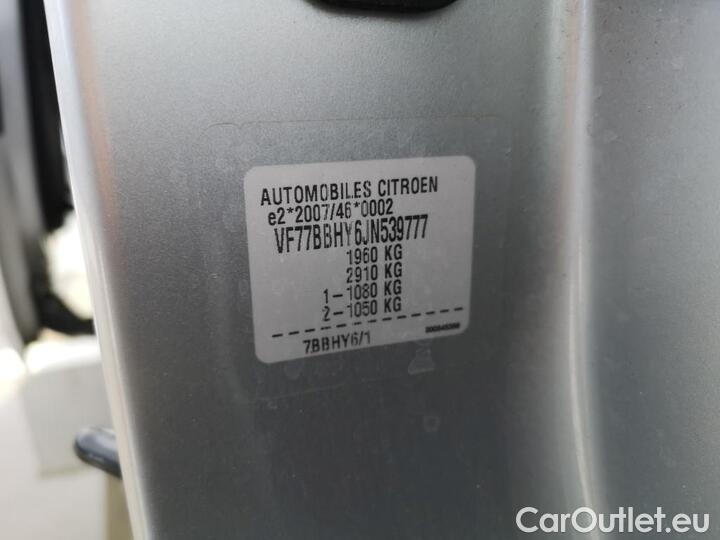 AUTOMOBILES CITROEN
e2*2007/46*0002
VF77BBHY6JN539777
1960 KG
2910 KG
1-1080 KG
2-1050 KG
7BBHY6/1
CarOutlet.eu